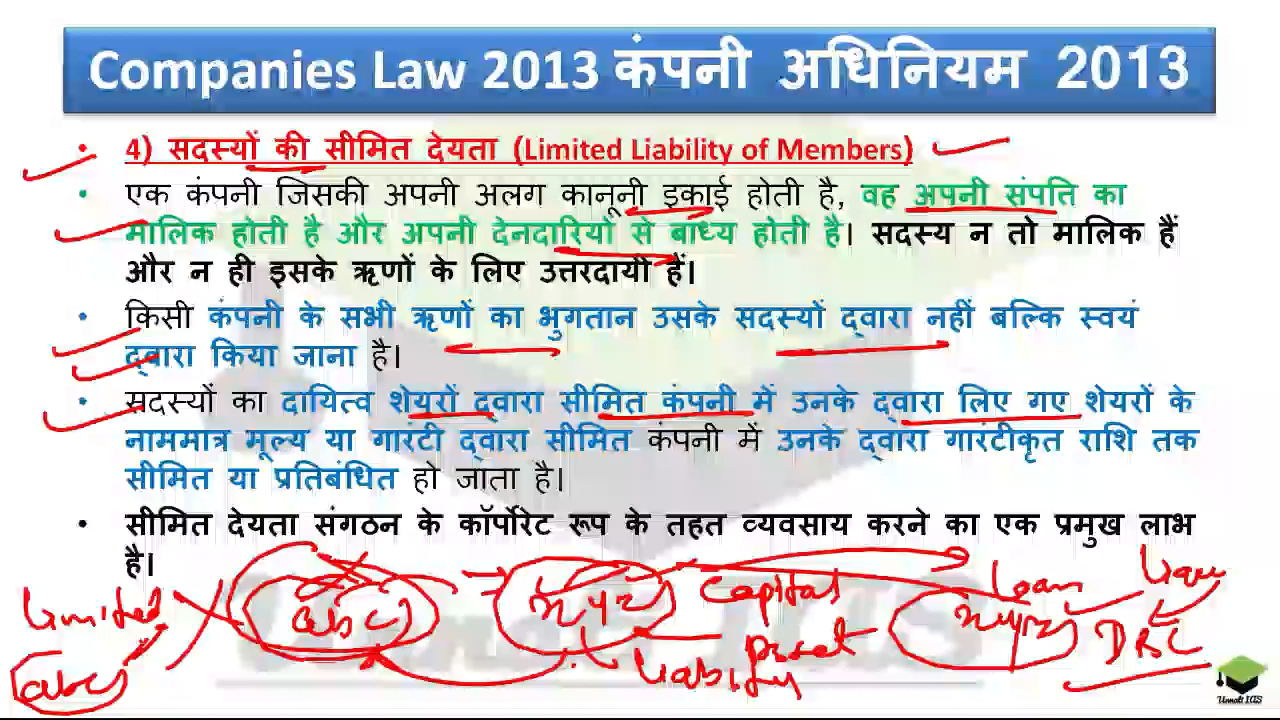 Companies Law 2013 कंपनी अधिनियम 2013
• 4) सदस्यों की सीमित देयता (Limited Liability of Members)
• एक कंपनी जिसकी अपनी अलग कानूनी इकाई होती है, वह अपनी संपति का
मालिक होती है और अपनी देनदारियों से बाध्य होती है। सदस्य न तो मालिक हैं
और न ही इसके ऋणों के लिए उत्तरदायी हैं।
• किसी कंपनी के सभी ऋणों का भुगतान उसके सदस्यों द्वारा नहीं बल्कि स्वयं
द्वारा किया जाना है।
• सदस्यों का दायित्व शेयरों द्वारा सीमित कंपनी में उनके द्वारा लिए गए शेयरों के
नाममात्र मूल्य या गारंटी द्वारा सीमित कंपनी में उनके द्वारा गारंटीकृत राशि तक
सीमित या प्रतिबंधित हो जाता है।
• सीमित देयता संगठन के कॉर्पोरेट रूप के तहत व्यवसाय करने का एक प्रमुख लाभ
है।
Limited abc xyz Capital loan
abc liability xyz
Unnati IAS